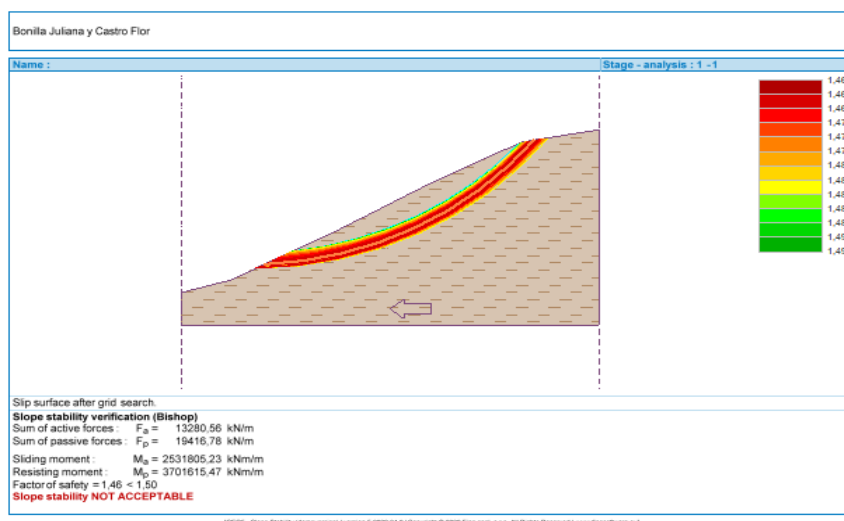 Bonilla Juliana y Castro Flor
Name :
Stage - analysis : 1 -1
1,46
1,46
1,46
1,47
1,47
1,47
1,48
1,48
1,48
1,48
1,48
1,49
1,49
Slip surface after grid search.
Slope stability verification (Bishop)
Sum of active forces : Fa = 13280,56 kN/m
Sum of passive forces : Fp = 19416,78 kN/m
Sliding moment : Ma = 2531805,23 kNm/m
Resisting moment : Mp = 3701615,47 kNm/m
Factor of safety = 1,46 < 1,50
Slope stability NOT ACCEPTABLE